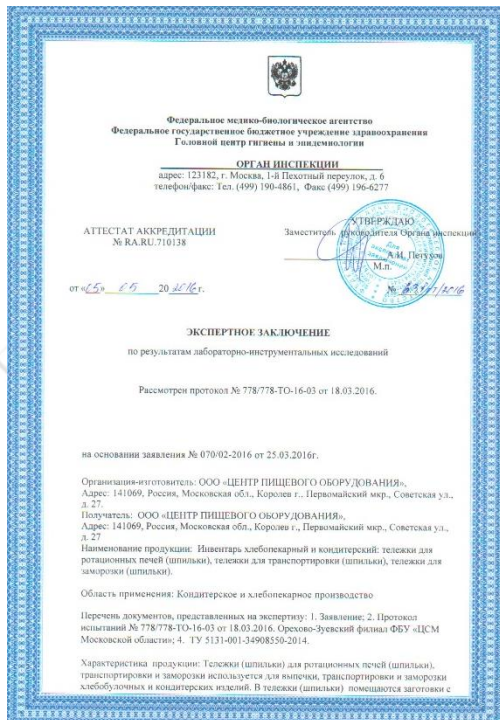 Федеральное медико-биологическое агентство
Федеральное государственное бюджетное учреждение здравоохранения
Головной центр гигиены и эпидемиологии
ОРГАН ИНСПЕКЦИИ
адрес: 123182, г. Москва, 1-й Пехотный переулок, д. 6
телефон/факс: Тел. (499) 190-4861, Факс (499) 196-6277
УТВЕРЖДАЮ
АТТЕСТАТ АККРЕДИТАЦИИ
Заместитель руководителя Органа инспекции
№ RA.RU.710138
А.И. Петухов
М.п.
от «05» 05 2016г.
№
ЭКСПЕРТНОЕ ЗАКЛЮЧЕНИЕ
по результатам лабораторно-инструментальных исследований
Рассмотрен протокол № 778/778-ТО-16-03 от 18.03.2016.
на основании заявления № 070/02-2016 от 25.03.2016г.
Организация-изготовитель: ООО «ЦЕНТР ПИЩЕВОГО ОБОРУДОВАНИЯ»,
Адрес: 141069, Россия, Московская обл., Королев г., Первомайский мкр., Советская ул.,
д. 27.
Получатель: ООО «ЦЕНТР ПИЩЕВОГО ОБОРУДОВАНИЯ»,
Адрес: 141069, Россия, Московская обл., Королев г., Первомайский мкр., Советская ул.,
д. 27
Наименование продукции: Инвентарь хлебопекарный и кондитерский: тележки для
ротационных печей (шпильки), тележки для транспортировки (шпильки), тележки для
заморозки (шпильки).
Область применения: Кондитерское и хлебопекарное производство
Перечень документов, представленных на экспертизу: 1. Заявление; 2. Протокол
испытаний № 778/778-ТО-16-03 от 18.03.2016. Орехово-Зуевский филиал ФБУ «ЦСМ
Московской области»; 4. ТУ 5131-001-34908550-2014.
Характеристика продукции: Тележки (шпильки) для ротационных печей (шпильки),
транспортировки и заморозки используется для выпечки, транспортировки и заморозки
хлебобулочных и кондитерских изделий. В тележки (шпильки) помещаются заготовки с